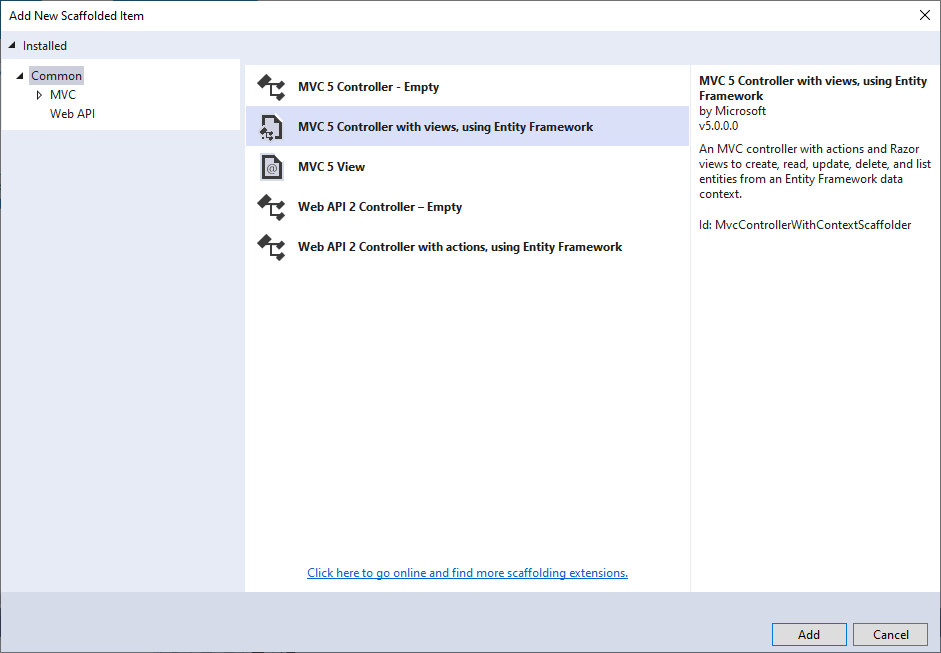 Add New Scaffolded Item
Installed
Common
MVC
Web API
MVC 5 Controller - Empty
MVC 5 Controller with views, using Entity Framework
MVC 5 View
Web API 2 Controller – Empty
Web API 2 Controller with actions, using Entity Framework
Click here to go online and find more scaffolding extensions.
MVC 5 Controller with views, using Entity
Framework
by Microsoft
v5.0.0.0
An MVC controller with actions and Razor
views to create, read, update, delete, and list
entities from an Entity Framework data
context.
Id: MvcControllerWithContextScaffolder
Add
Cancel